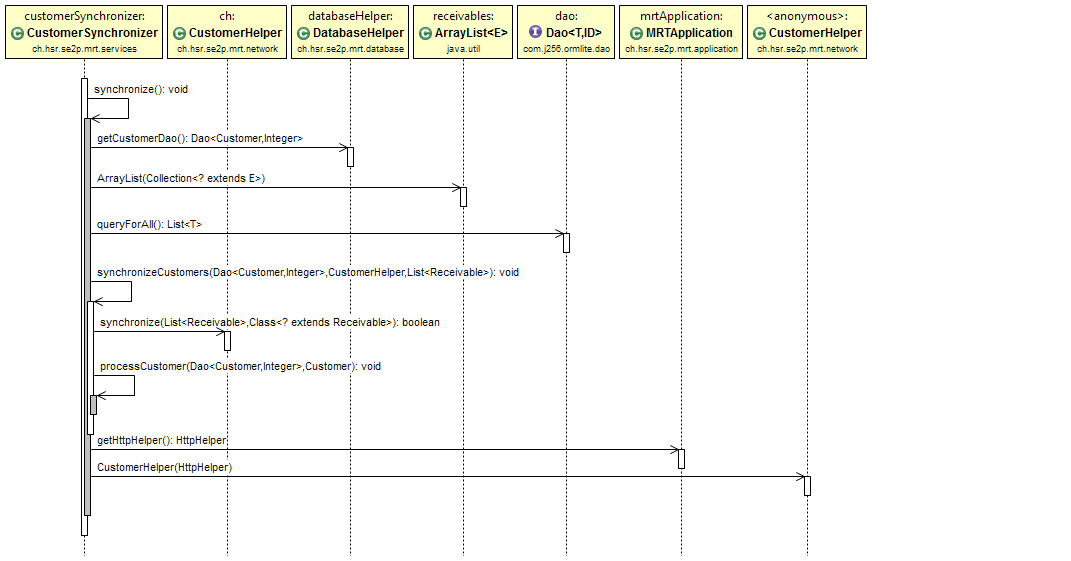 customerSynchronizer:
CustomerSynchronizer
ch.hsr.se2p.mrt.services
ch:
CustomerHelper
ch.hsr.se2p.mrt.network
databaseHelper:
DatabaseHelper
ch.hsr.se2p.mrt.database
receivables:
ArrayList<E>
java.util
dao:
Dao<T,ID>
com.j256.ormlite.dao
mrtApplication:
MRTApplication
ch.hsr.se2p.mrt.application
<anonymous>:
CustomerHelper
ch.hsr.se2p.mrt.network
synchronize(): void
getCustomerDao(): Dao<Customer,Integer>
ArrayList(Collection<? extends E>)
queryForAll(): List<T>
synchronizeCustomers(Dao<Customer,Integer>,CustomerHelper,List<Receivable>): void
synchronize(List<Receivable>,Class<? extends Receivable>): boolean
processCustomer(Dao<Customer,Integer>,Customer): void
getHttpHelper(): HttpHelper
CustomerHelper(HttpHelper)